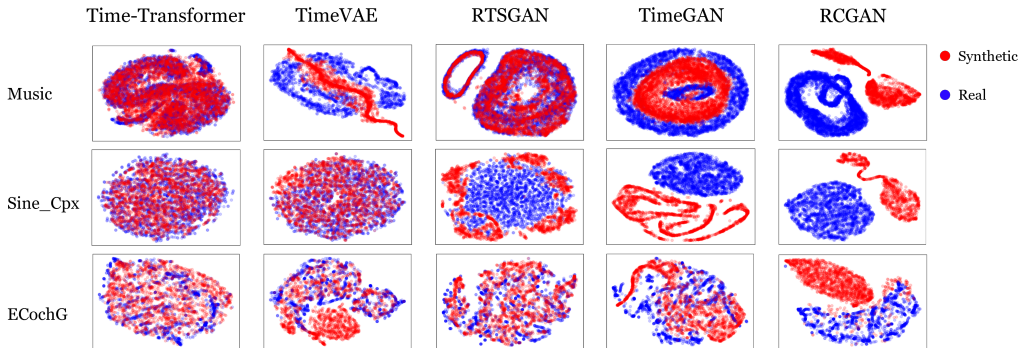 Time-Transformer TimeVAE RTSGAN TimeGAN RCGAN
Synthetic
Music
Real
Sine_Cpx
ECochG